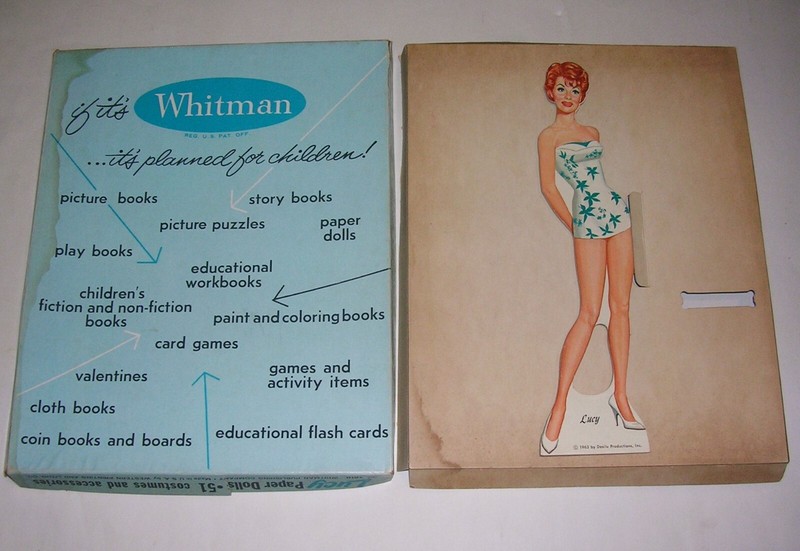 if it's Whitman
REG. U.S. PAT. OFF.
...it's planned for children!
picture books
story books
picture puzzles
paper
dolls
play books
educational
workbooks
children's
fiction and non-fiction
books
paint and coloring books
card games
valentines
games and
activity items
cloth books
coin books and boards
educational flash cards
Lucy Paper Dolls • 51 costumes and accessories
Lucy
© 1963 by Desilu Productions, Inc.